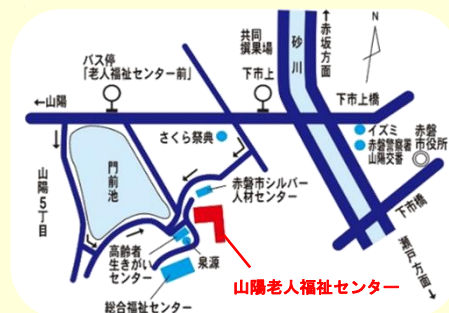 バス停
「老人福祉センター前」
共同
撰果場
砂川
↑赤坂方面
N
下市上
←山陽
下市上橋
さくら祭典
イズミ
赤磐警察署
山陽交番
赤磐
市役所
門前池
↓山陽5丁目
赤磐市シルバー
人材センター
下市橋
高齢者
生きがい
センター
泉源
瀬戸方面↓
山陽老人福祉センター
総合福祉センター